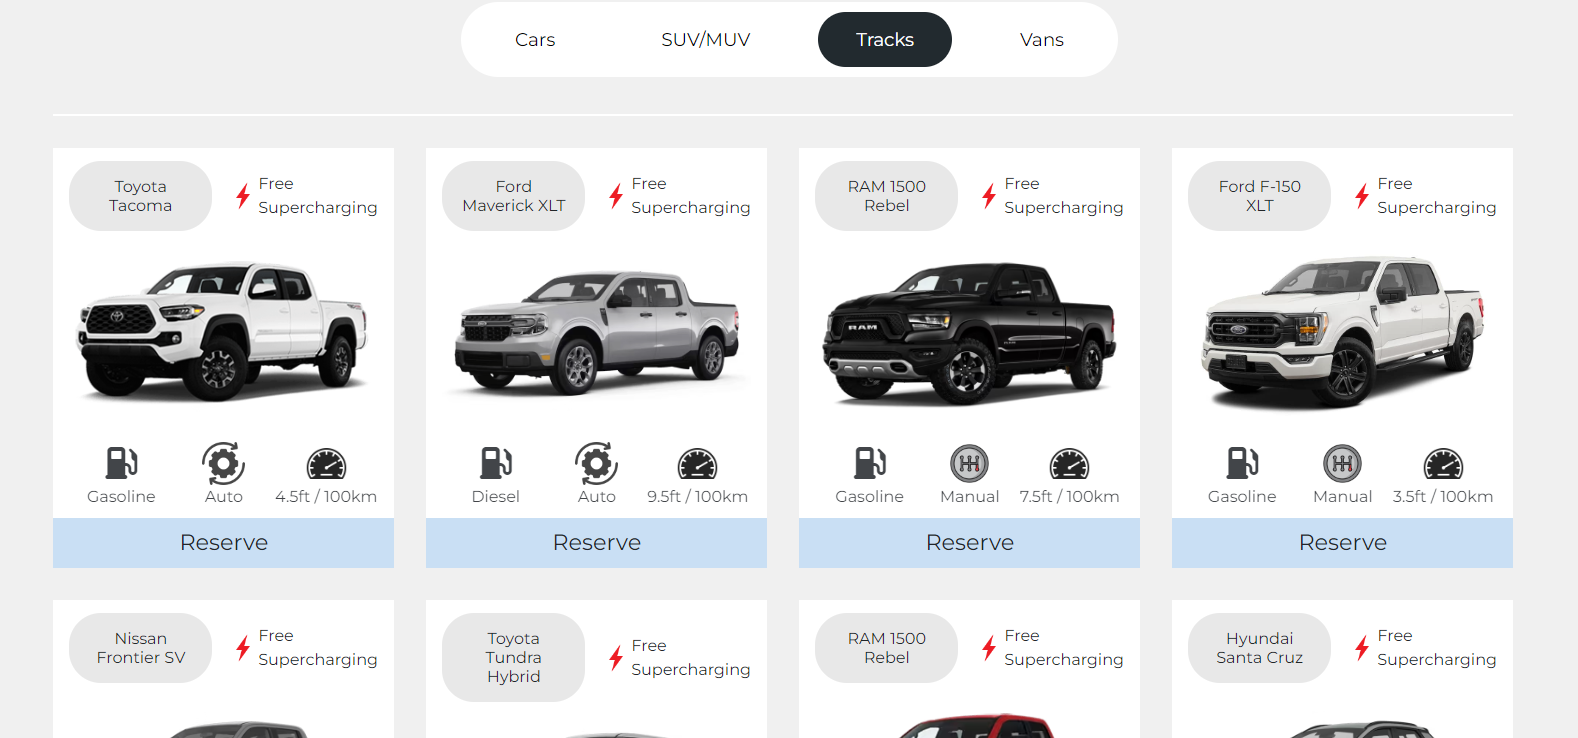 Cars
SUV/MUV
Tracks
Vans
Toyota
Tacoma
Free
Supercharging
Gasoline
Auto
4.5ft / 100km
Reserve
Ford
Maverick XLT
Free
Supercharging
Diesel
Auto
9.5ft / 100km
Reserve
RAM 1500
Rebel
Free
Supercharging
RAM
Gasoline
Manual
7.5ft / 100km
Reserve
Ford F-150
XLT
Free
Supercharging
Gasoline
Manual
3.5ft / 100km
Reserve
Nissan
Frontier SV
Free
Supercharging
Toyota
Tundra
Hybrid
Free
Supercharging
RAM 1500
Rebel
Free
Supercharging
Hyundai
Santa Cruz
Free
Supercharging